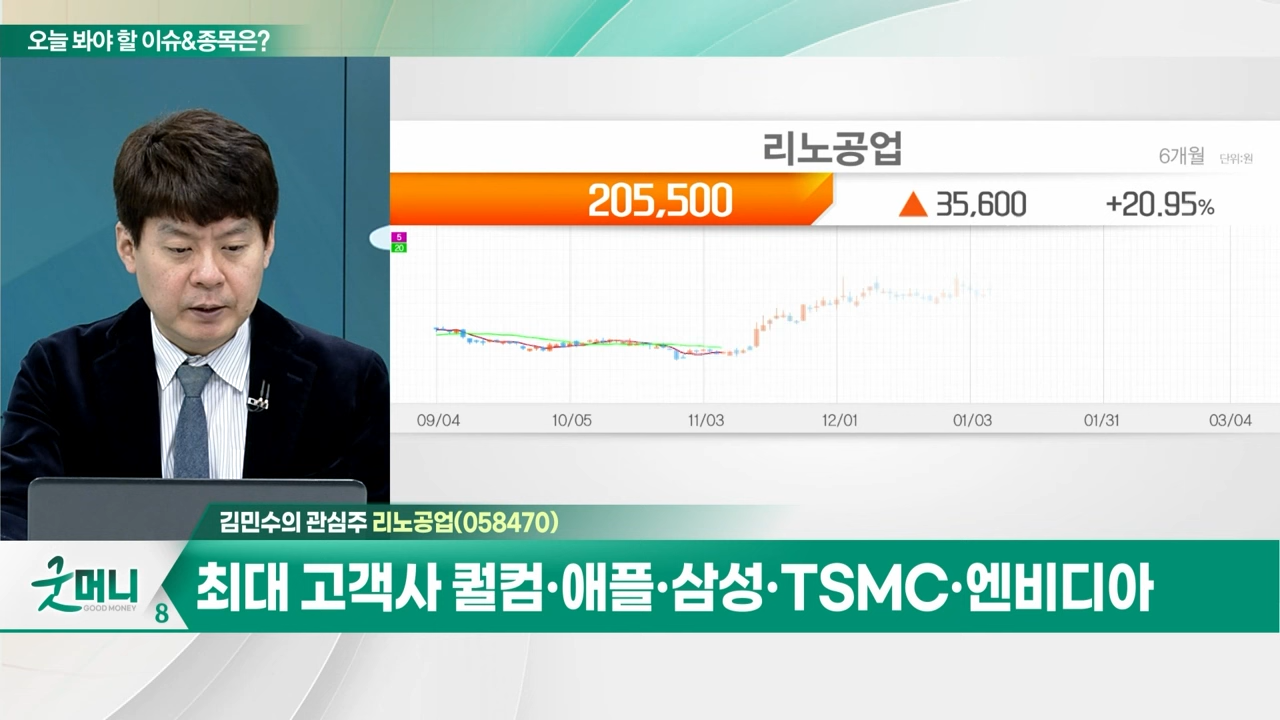 오늘 봐야 할 이슈&종목은?
리노공업
6개월 단위:원
205,500 ▲ 35,600 +20.95%
5
20
09/04 10/05 11/03 12/01 01/03 01/31 03/04
김민수의 관심주 리노공업(058470)
굿머니
GOOD MONEY
8
최대 고객사 퀄컴·애플·삼성·TSMC·엔비디아